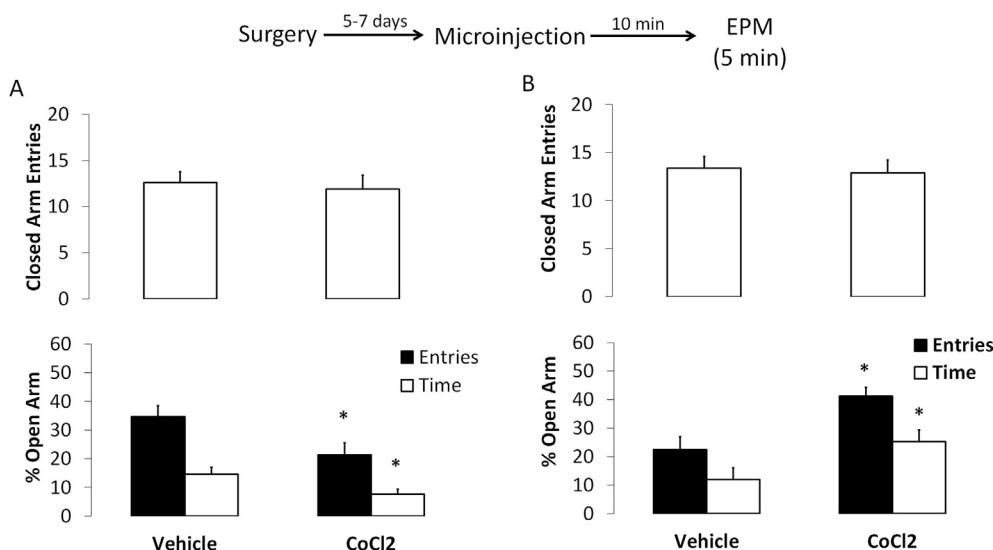 Surgery 5-7 days Microinjection 10 min EPM
(5 min)
A
Closed Arm Entries
20
15
10
5
0
% Open Arm
60
50
40
30
20
10
0
Entries
Time
*
*
Vehicle CoCl2
B
Closed Arm Entries
20
15
10
5
0
% Open Arm
60
50
40
30
20
10
0
Entries
Time
*
*
Vehicle CoCl2